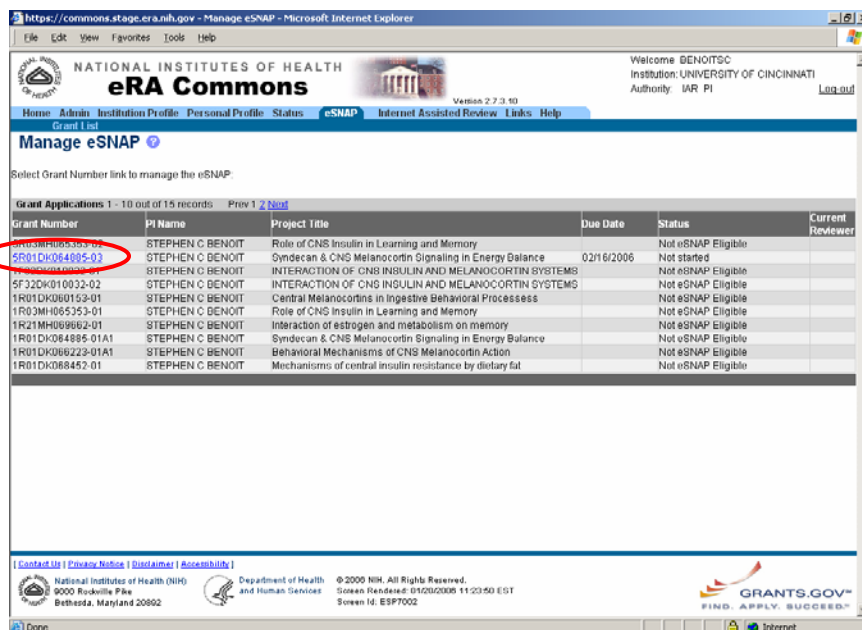 https://commons.stage.era.nih.gov - Manage eSNAP - Microsoft Internet Explorer
File Edit View Favorites Tools Help
NATIONAL INSTITUTES OF HEALTH
eRA Commons
Version 2.7.3.10
Welcome BENOITSC
Institution: UNIVERSITY OF CINCINNATI
Authority: IAR PI
Log-out
Home Admin Institution Profile Personal Profile Status eSNAP Internet Assisted Review Links Help
Grant List
Manage eSNAP ?
Select Grant Number link to manage the eSNAP:
Grant Applications 1 - 10 out of 15 records Prev 1 2 Next
Grant Number PI Name Project Title Due Date Status Current Reviewer
5R03MH065353-02 STEPHEN C BENOIT Role of CNS Insulin in Learning and Memory Not eSNAP Eligible
5R01DK064885-03 STEPHEN C BENOIT Syndecan & CNS Melanocortin Signaling in Energy Balance 02/16/2006 Not started
1F32DK010032-01 STEPHEN C BENOIT INTERACTION OF CNS INSULIN AND MELANOCORTIN SYSTEMS Not eSNAP Eligible
5F32DK010032-02 STEPHEN C BENOIT INTERACTION OF CNS INSULIN AND MELANOCORTIN SYSTEMS Not eSNAP Eligible
1R01DK060153-01 STEPHEN C BENOIT Central Melanocortins in Ingestive Behavioral Processess Not eSNAP Eligible
1R03MH065353-01 STEPHEN C BENOIT Role of CNS Insulin in Learning and Memory Not eSNAP Eligible
1R21MH069662-01 STEPHEN C BENOIT Interaction of estrogen and metabolism on memory Not eSNAP Eligible
1R01DK064885-01A1 STEPHEN C BENOIT Syndecan & CNS Melanocortin Signaling in Energy Balance Not eSNAP Eligible
1R01DK066223-01A1 STEPHEN C BENOIT Behavioral Mechanisms of CNS Melanocortin Action Not eSNAP Eligible
1R01DK068452-01 STEPHEN C BENOIT Mechanisms of central insulin resistance by dietary fat Not eSNAP Eligible
[ Contact Us | Privacy Notice | Disclaimer | Accessibility ]
National Institutes of Health (NIH)
9000 Rockville Pike
Bethesda, Maryland 20892
Department of Health
and Human Services
© 2006 NIH. All Rights Reserved.
Screen Rendered: 01/20/2006 11:23:50 EST
Screen Id: ESP7002
GRANTS.GOV℠
FIND. APPLY. SUCCEED.℠
Done
Internet